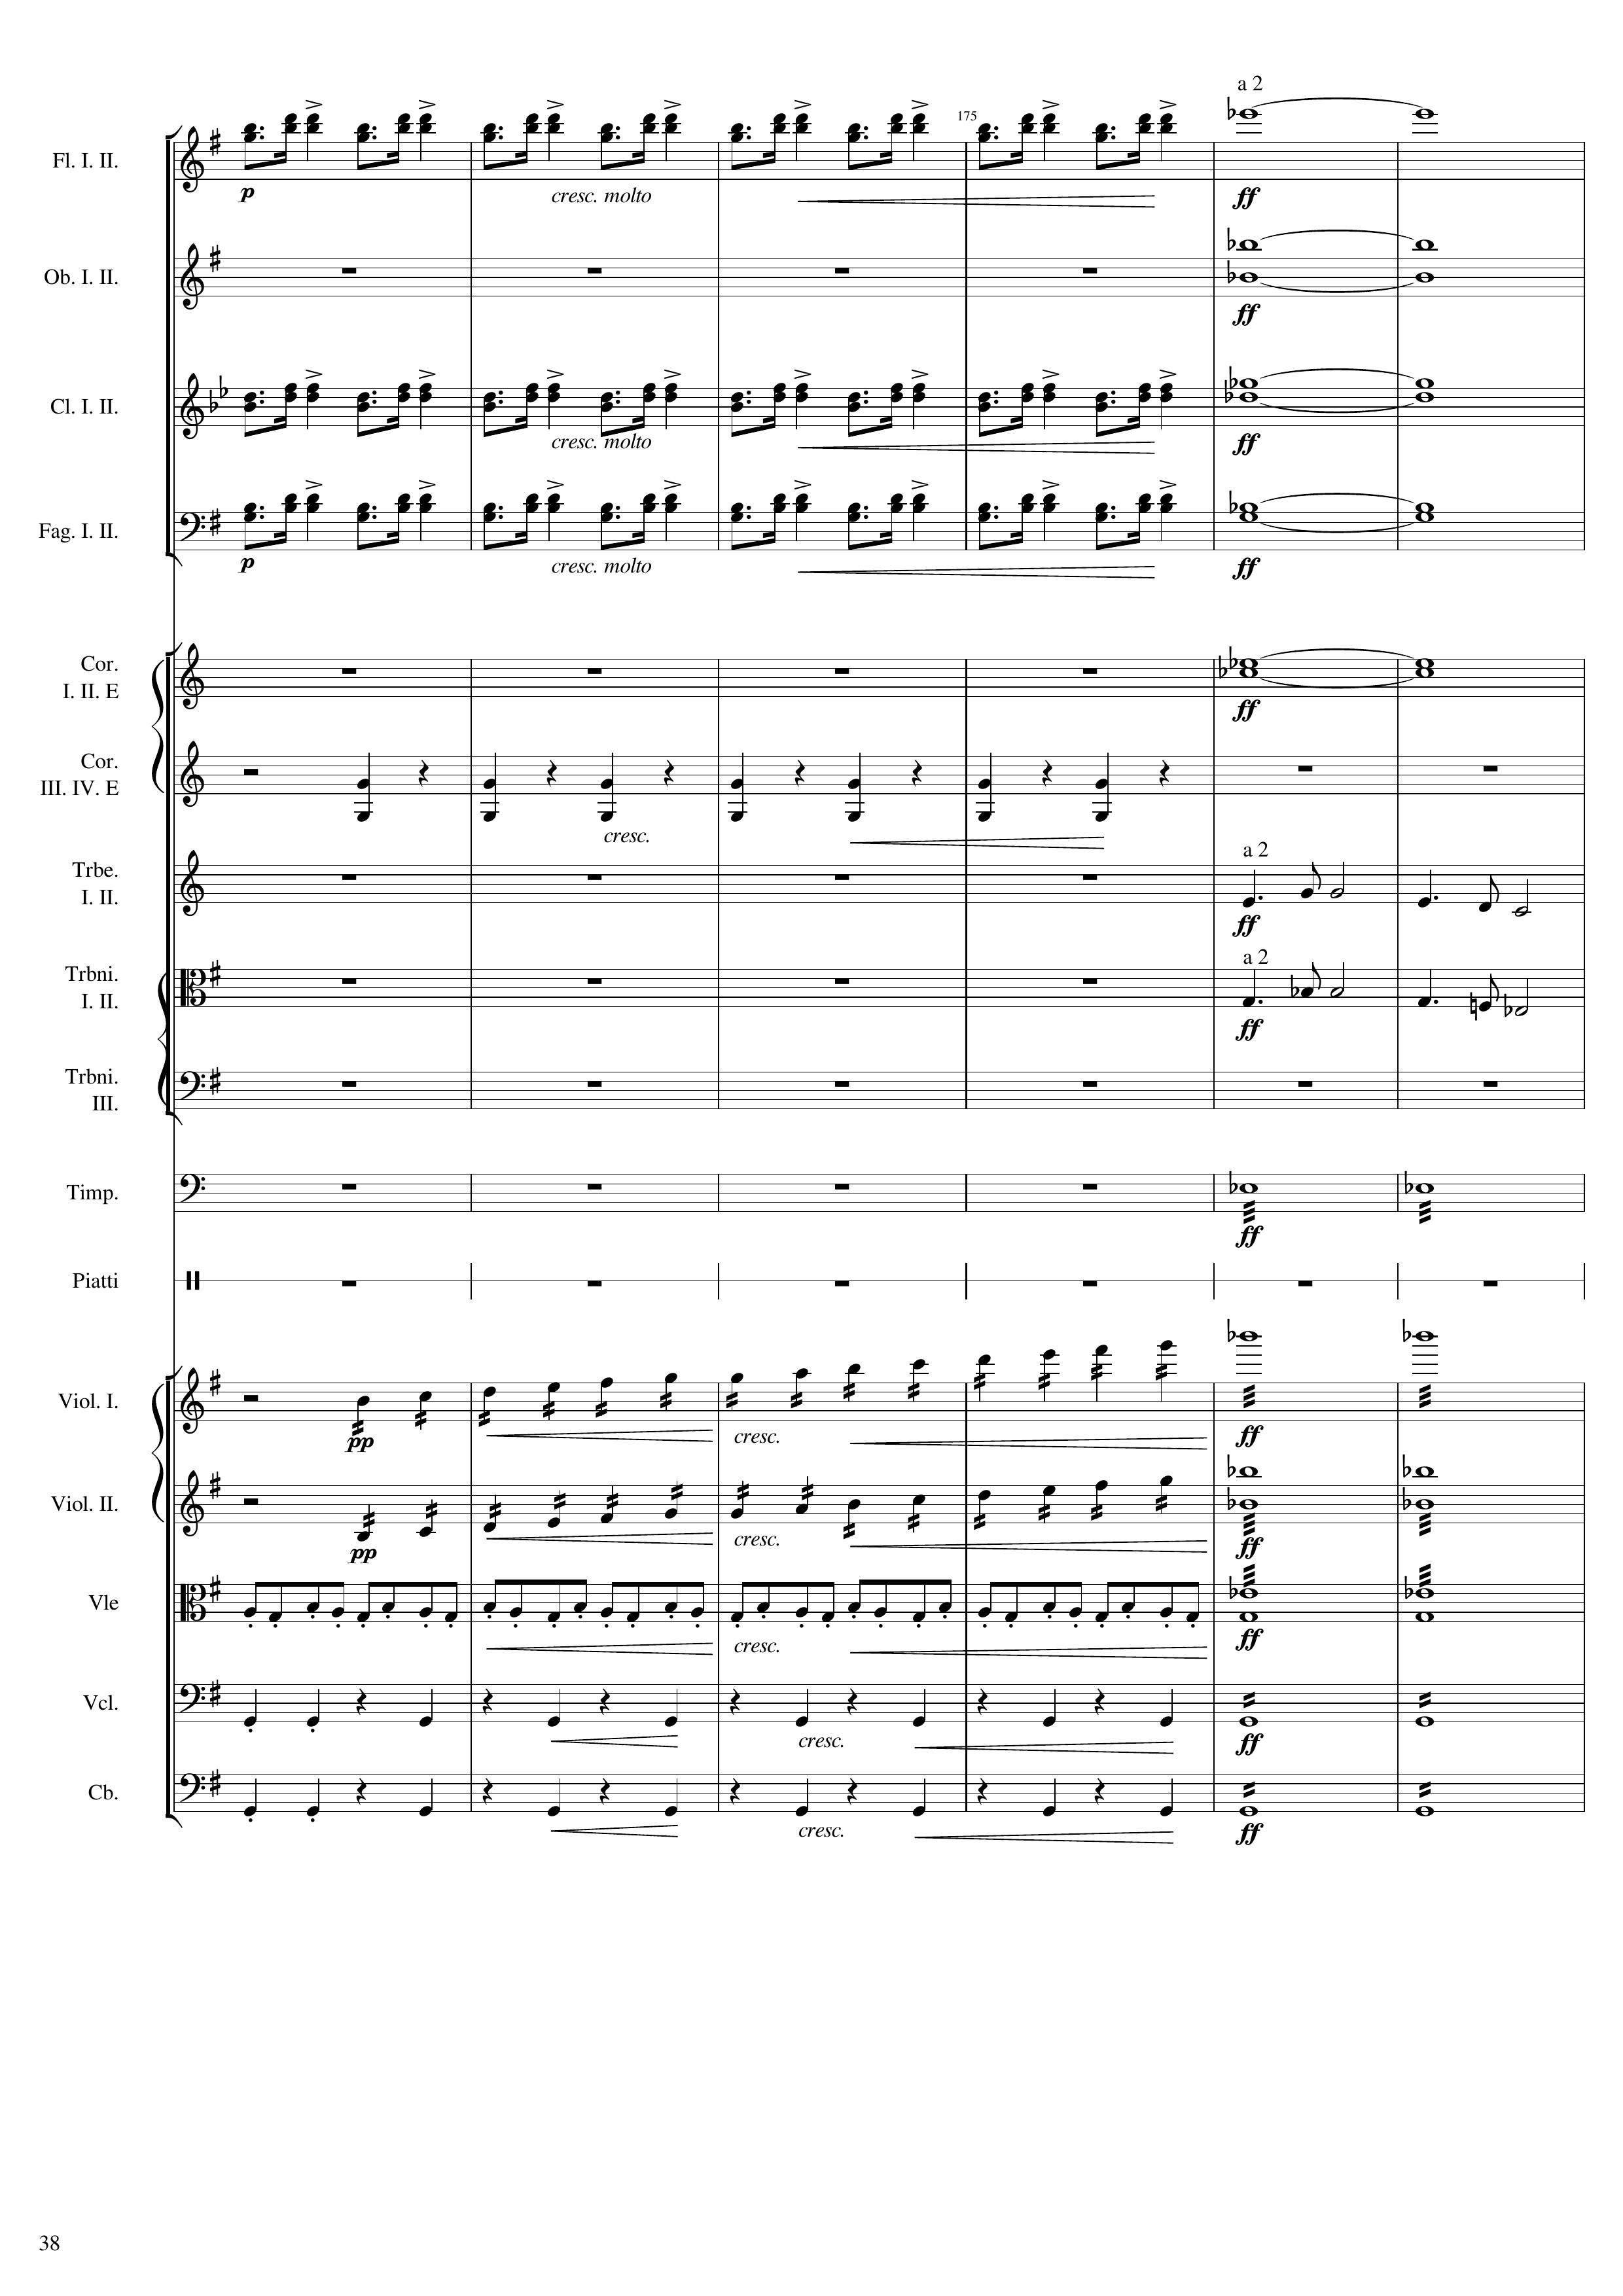 a 2
175
Fl. I. II.
p
cresc. molto
ff
Ob. I. II.
ff
Cl. I. II.
cresc. molto
ff
Fag. I. II.
p
cresc. molto
ff
Cor.
I. II. E
ff
Cor.
III. IV. E
cresc.
a 2
Trbe.
I. II.
ff
a 2
Trbni.
I. II.
ff
Trbni.
III.
Timp.
ff
Piatti
Viol. I.
pp
cresc.
ff
Viol. II.
pp
cresc.
ff
Vle
cresc.
ff
Vcl.
cresc.
ff
Cb.
cresc.
ff
38